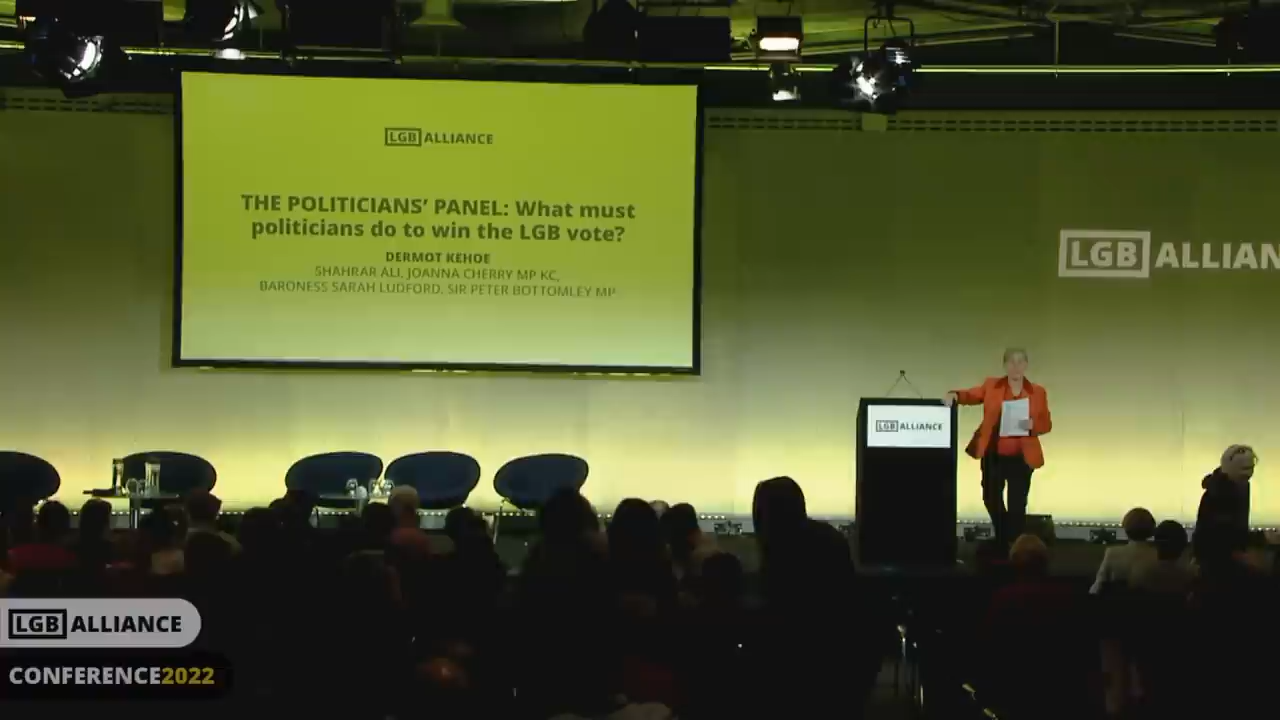 LGB ALLIANCE
THE POLITICIANS' PANEL: What must
politicians do to win the LGB vote?
DERMOT KEHOE
SHAHRAR ALI, JOANNA CHERRY MP KC,
BARONESS SARAH LUDFORD, SIR PETER BOTTOMLEY MP
LGB ALLIAN
LGB ALLIANCE
LGB ALLIANCE
CONFERENCE2022